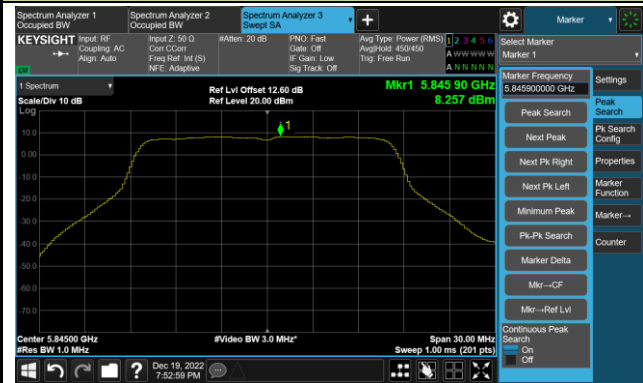 Spectrum Analyzer 1
Occupied BW
Spectrum Analyzer 2
Occupied BW
Spectrum Analyzer 3
Swept SA
+
Marker
KEYSIGHT
Input: RF
Coupling: AC
Align: Auto
Input Z: 50 Ω
Corr CCorr
Freq Ref: Int (S)
NFE: Adaptive
#Atten: 20 dB
PNO: Fast
Gate: Off
IF Gain: Low
Sig Track: Off
Avg Type: Power (RMS)
Avg|Hold: 450/450
Trig: Free Run
1 2 3 4 5 6
A W W W W W
A N N N N N
Select Marker
Marker 1
1 Spectrum
Scale/Div 10 dB
Log
Ref Lvl Offset 12.60 dB
Ref Level 20.00 dBm
Mkr1 5.845 90 GHz
8.257 dBm
1
10.0
0.00
-10.0
-20.0
-30.0
-40.0
-50.0
-60.0
-70.0
Center 5.84500 GHz
#Res BW 1.0 MHz
#Video BW 3.0 MHz*
Span 30.00 MHz
Sweep 1.00 ms (201 pts)
Marker Frequency
5.845900000 GHz
Peak Search
Next Peak
Next Pk Right
Next Pk Left
Minimum Peak
Pk-Pk Search
Marker Delta
Mkr→CF
Mkr→Ref Lvl
Continuous Peak
Search
On
Off
Settings
Peak
Search
Pk Search
Config
Properties
Marker
Function
Marker→
Counter
?
Dec 19, 2022
7:52:59 PM